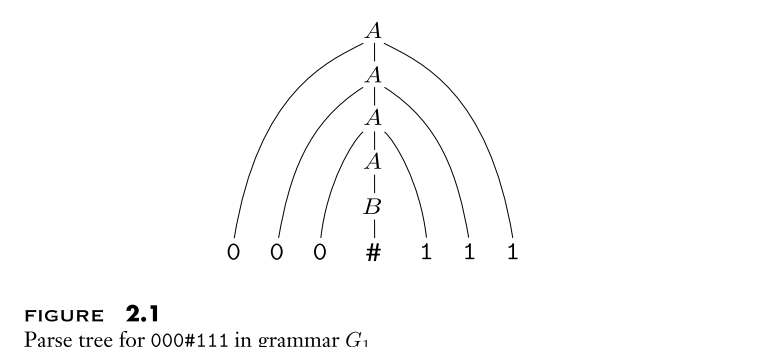 A
A
A
A
B
0 0 0 # 1 1 1
FIGURE 2.1
Parse tree for 000#111 in grammar G₁